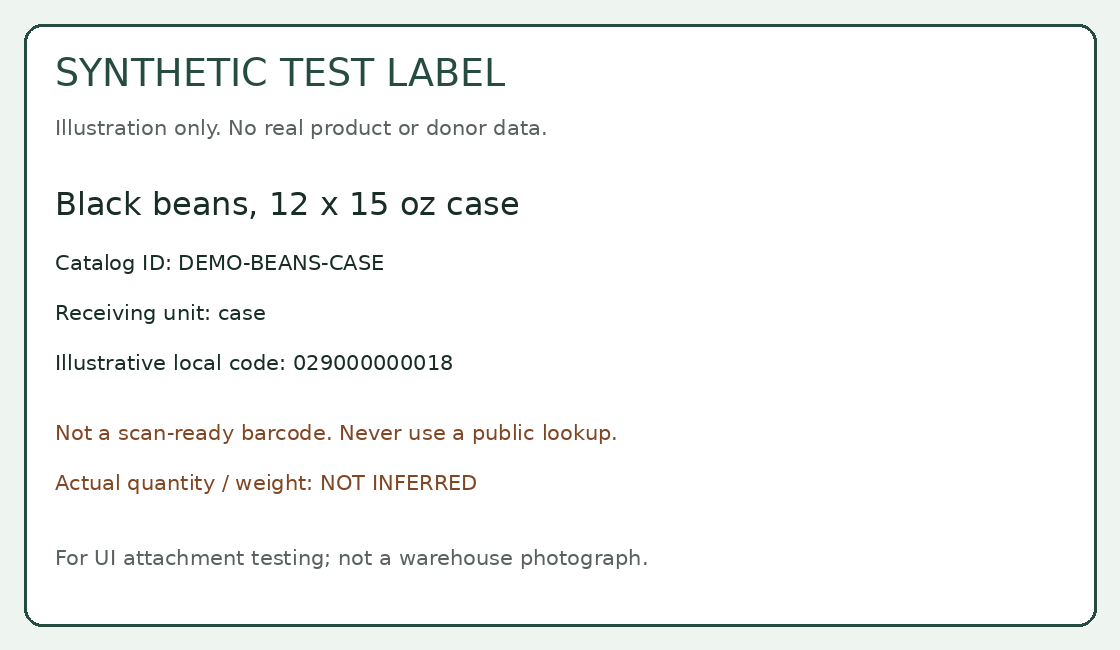 SYNTHETIC TEST LABEL
Illustration only. No real product or donor data.
Black beans, 12 x 15 oz case
Catalog ID: DEMO-BEANS-CASE
Receiving unit: case
Illustrative local code: 029000000018
Not a scan-ready barcode. Never use a public lookup.
Actual quantity / weight: NOT INFERRED
For UI attachment testing; not a warehouse photograph.